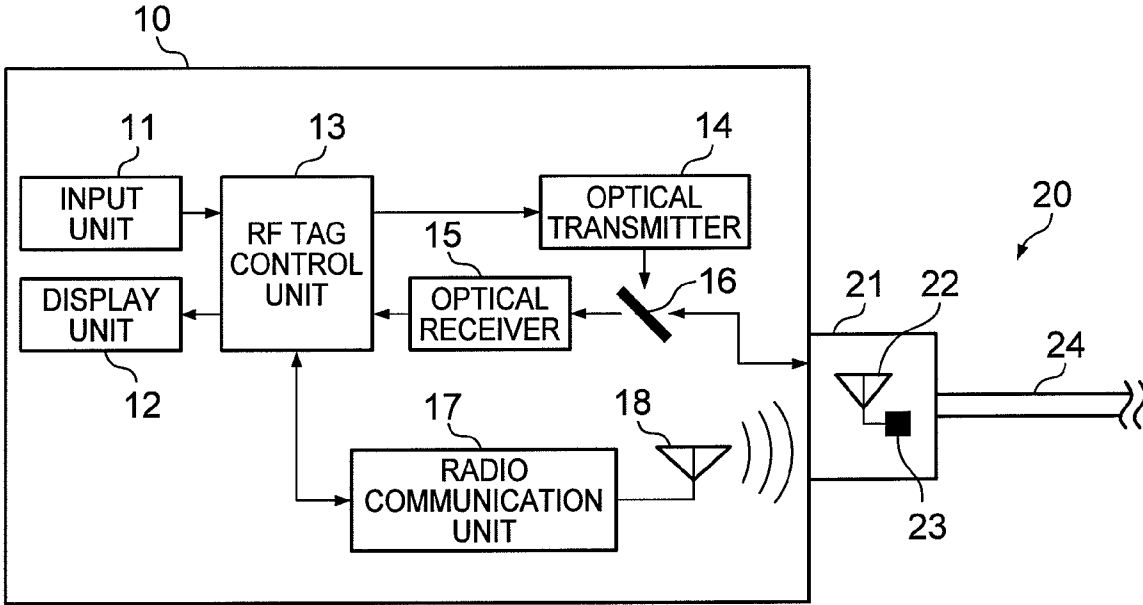 10
11
13
14
INPUT
UNIT
RF TAG
CONTROL
UNIT
OPTICAL
TRANSMITTER
20
15
16
DISPLAY
UNIT
OPTICAL
RECEIVER
21
22
24
12
17
18
RADIO
COMMUNICATION
UNIT
23